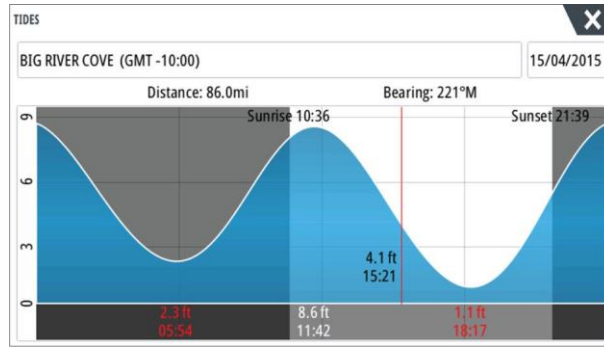 TIDES
BIG RIVER COVE (GMT -10:00)
15/04/2015
Distance: 86.0mi
Bearing: 221°M
Sunrise 10:36
Sunset 21:39
9
6
3
0
4.1 ft
15:21
2.3 ft
05:54
8.6 ft
11:42
1.1 ft
18:17